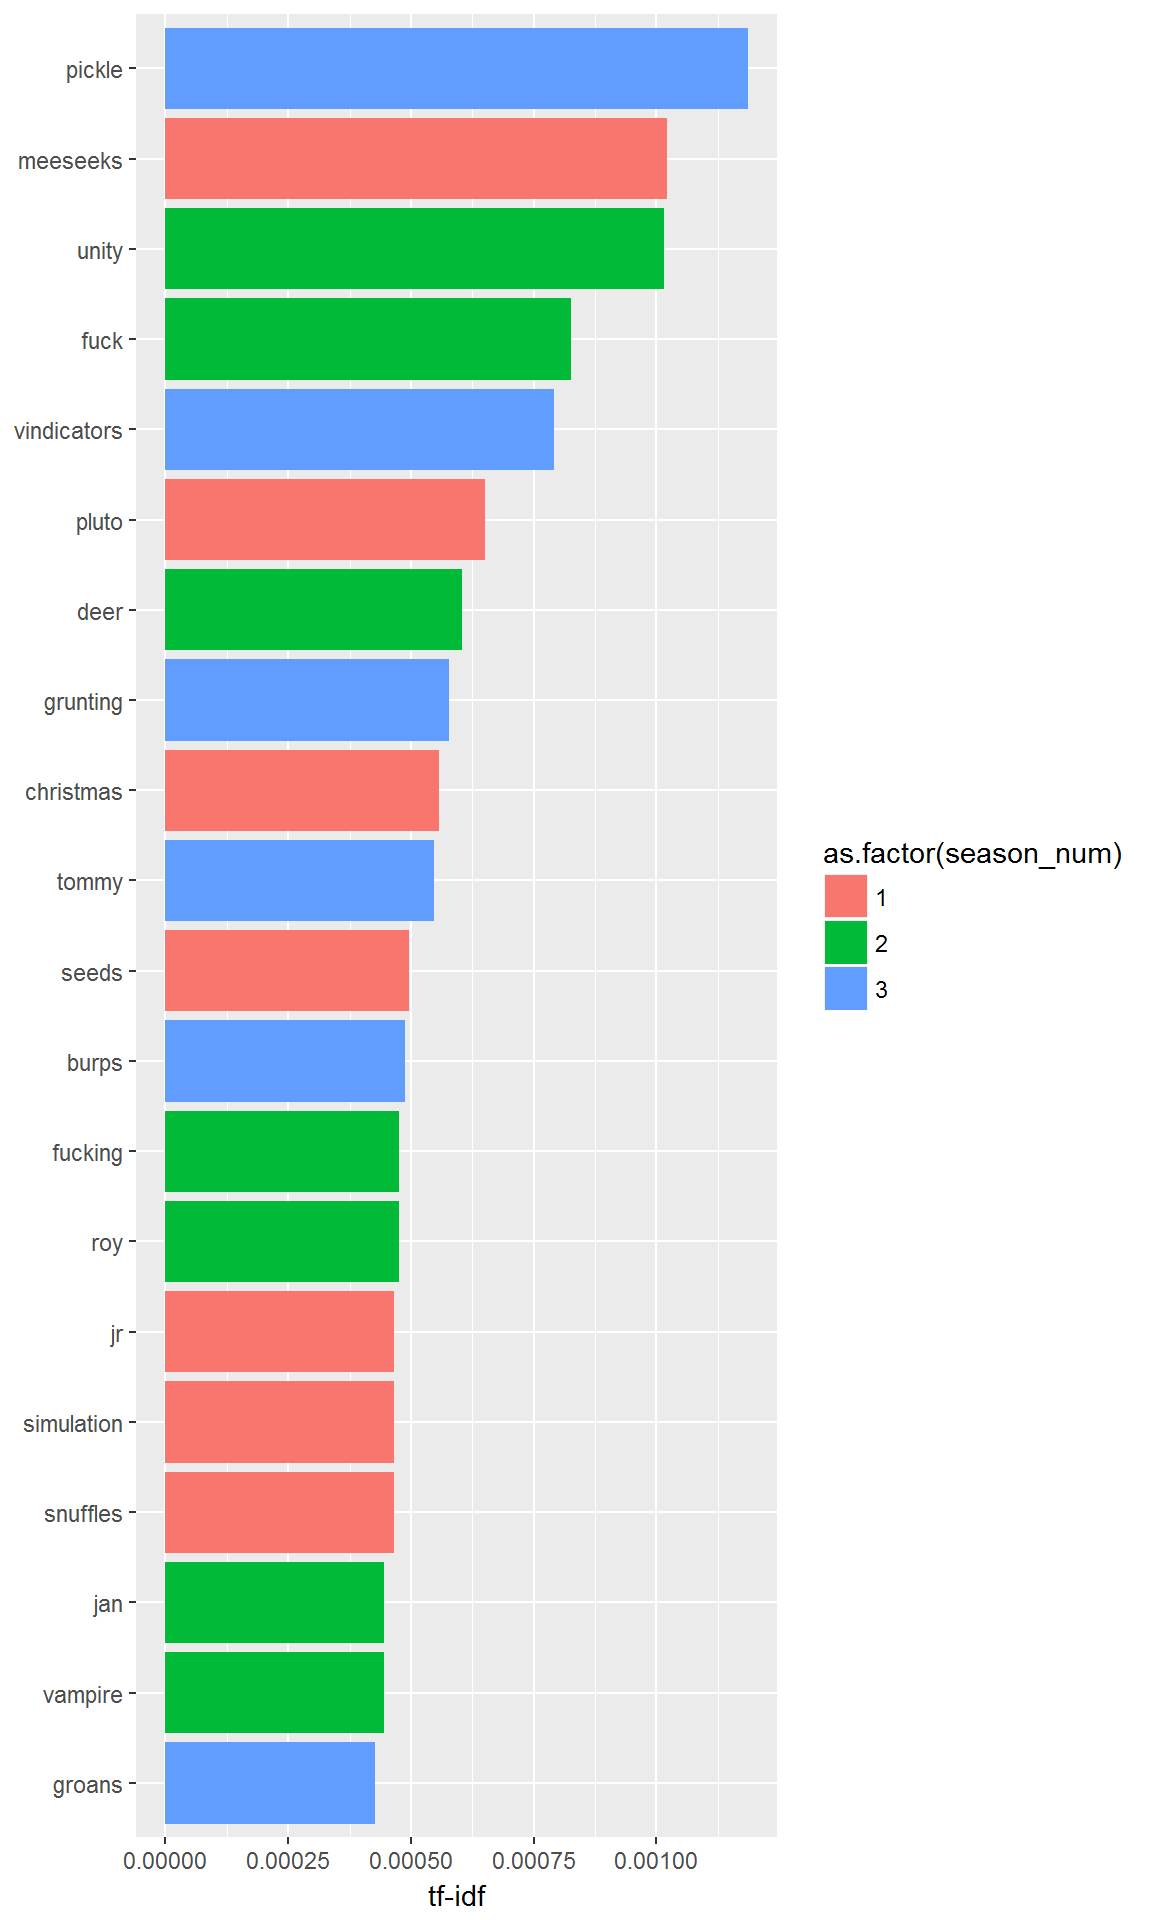 pickle
meeseeks
unity
fuck
vindicators
pluto
deer
grunting
christmas
tommy
seeds
burps
fucking
roy
jr
simulation
snuffles
jan
vampire
groans
0.00000 0.00025 0.00050 0.00075 0.00100
tf-idf
as.factor(season_num)
1
2
3